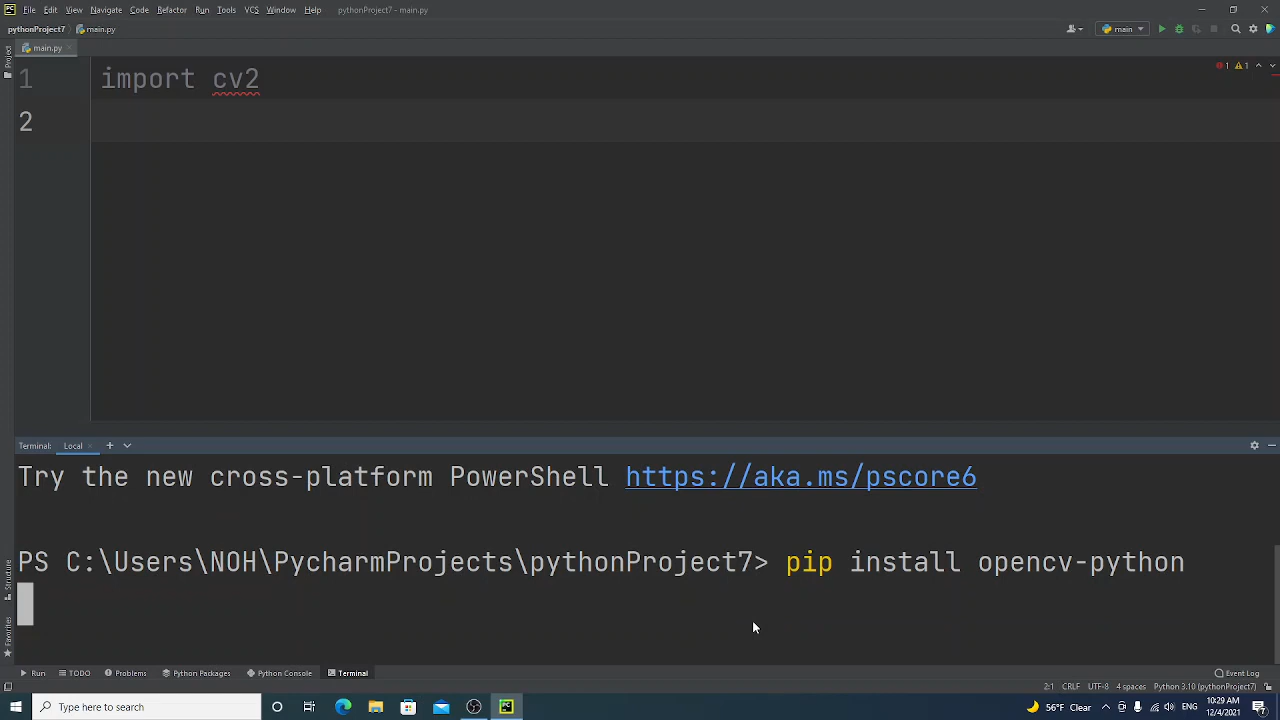 File Edit View Navigate Code Refactor Run Tools VCS Window Help pythonProject7 - main.py
pythonProject7 main.py main
main.py
1 import cv2 1 1
2
Terminal: Local
Try the new cross-platform PowerShell https://aka.ms/pscore6
PS C:\Users\NOH\PycharmProjects\pythonProject7> pip install opencv-python
Run TODO Problems Python Packages Python Console Terminal Event Log
2:1 CRLF UTF-8 4 spaces Python 3.10 (pythonProject7)
Type here to search 56°F Clear 10:29 AM
12/4/2021